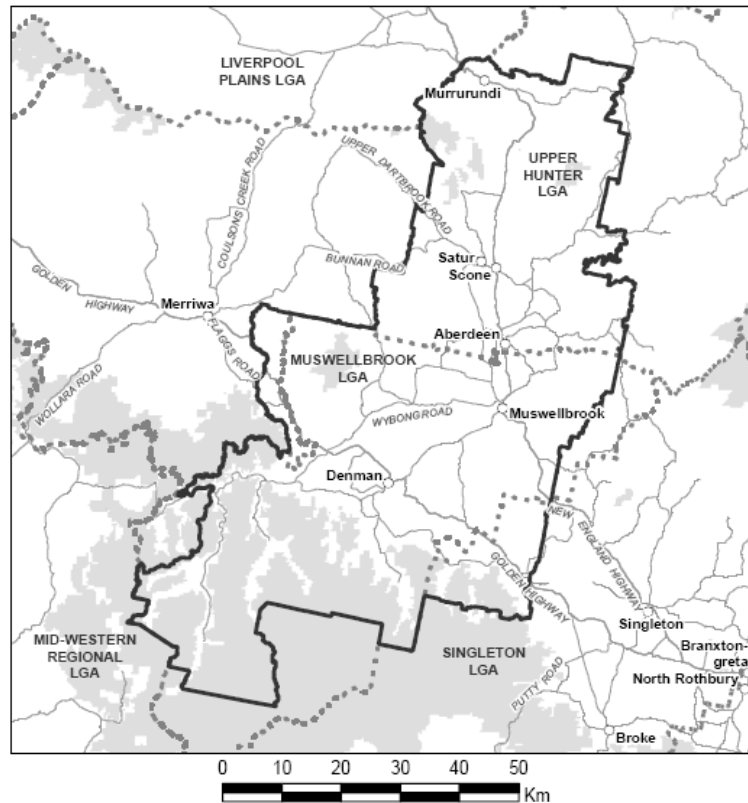 LIVERPOOL
PLAINS LGA
Murrurundi
UPPER DARTBROOK ROAD
UPPER
HUNTER
LGA
COULSONS CREEK ROAD
BUNNAN ROAD
Satur
Scone
GOLDEN
HIGHWAY
Merriwa
FLAGGS ROAD
Aberdeen
MUSWELLBROOK
LGA
WOLLARA ROAD
WYBONG ROAD
Muswellbrook
Denman
NEW ENGLAND HIGHWAY
GOLDEN HIGHWAY
MID-WESTERN
REGIONAL
LGA
SINGLETON
LGA
Singleton
Branxton-
greta
North Rothbury
PUTTY ROAD
Broke
0 10 20 30 40 50
Km